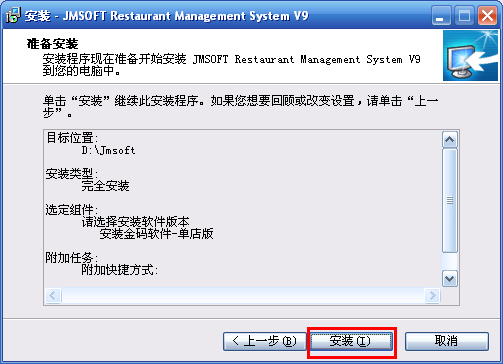 安装 - JMSOFT Restaurant Management System V9
准备安装
安装程序现在准备开始安装 JMSOFT Restaurant Management System V9
到您的电脑中。
单击“安装”继续此安装程序。如果您想要回顾或改变设置，请单击“上一
步”。
目标位置:
D:\Jmsoft
安装类型:
完全安装
选定组件:
请选择安装软件版本
安装金码软件-单店版
附加任务:
附加快捷方式:
< 上一步(B)
安装(I)
取消